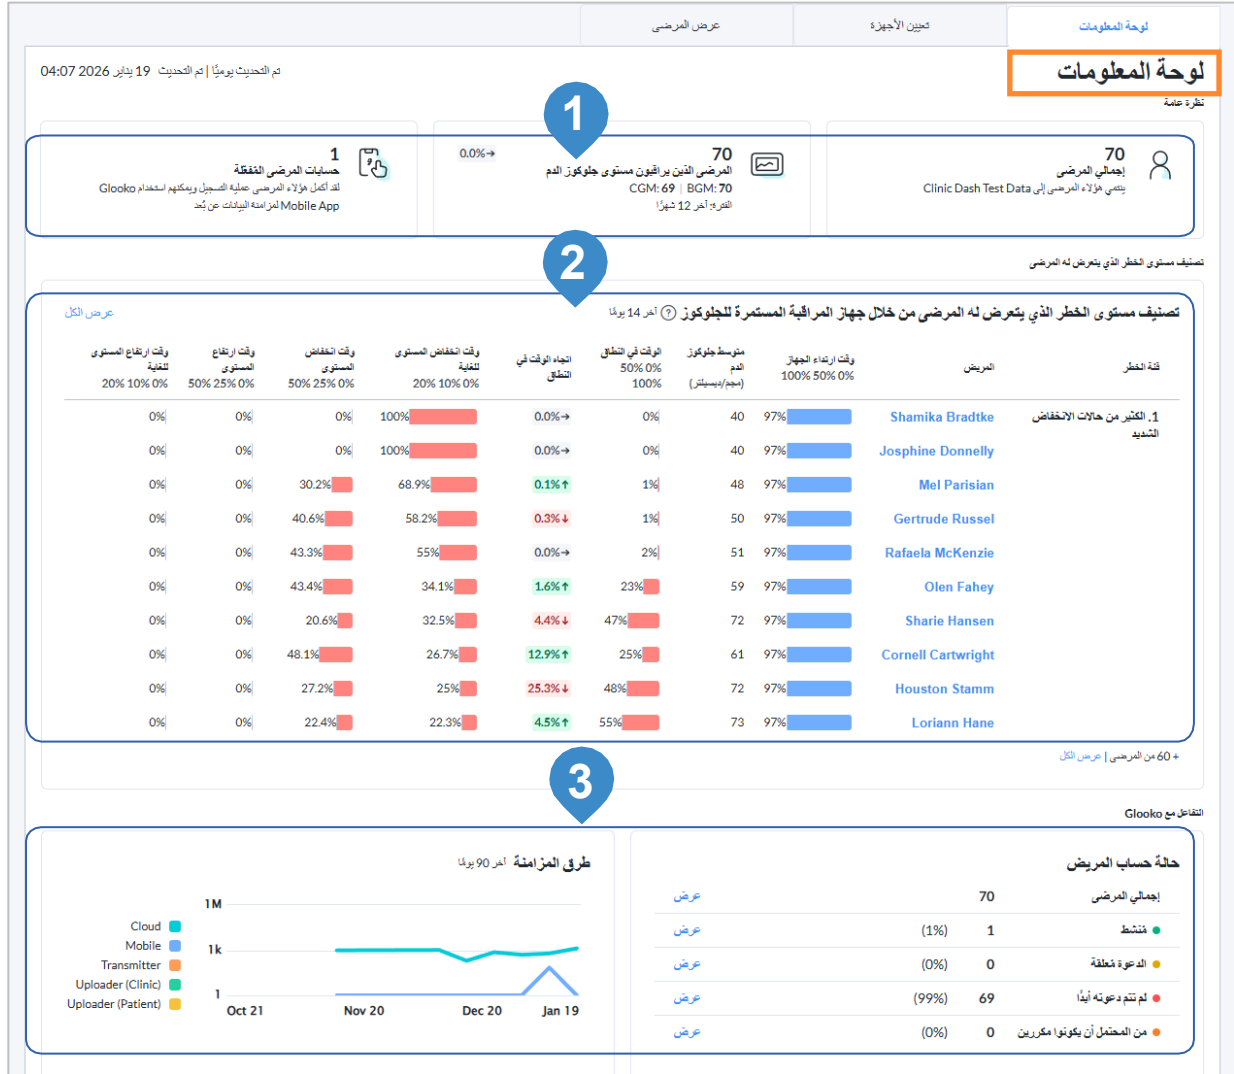 لوحة المعلومات
تعيين الأجهزة
عرض المرضى
لوحة المعلومات
تم التحديث يوميًا | تم التحديث 19 يناير 2026 04:07
نظرة عامة
1
70
إجمالي المرضى
ينتمي هؤلاء المرضى إلى Clinic Dash Test Data
70
0.0%→
المرضى الذين يراقبون مستوى جلوكوز الدم
CGM: 69 | BGM: 70
الفترة: آخر 12 شهرًا
1
حسابات المرضى المُفعّلة
لقد أكمل هؤلاء المرضى عملية التسجيل ويمكنهم استخدام Glooko
Mobile App لمزامنة البيانات عن بُعد
2
تصنيف مستوى الخطر الذي يتعرض له المرضى
تصنيف مستوى الخطر الذي يتعرض له المرضى من خلال جهاز المراقبة المستمرة للجلوكوز ? آخر 14 يومًا
عرض الكل
فئة الخطر
المريض
وقت ارتداء الجهاز
100% 50% 0%
متوسط جلوكوز
الدم
(مجم/ديسيلتر)
الوقت في النطاق
50% 0%
100%
اتجاه الوقت في
النطاق
وقت انخفاض المستوى
للغاية
20% 10% 0%
وقت انخفاض
المستوى
50% 25% 0%
وقت ارتفاع
المستوى
50% 25% 0%
وقت ارتفاع المستوى
للغاية
20% 10% 0%
1. الكثير من حالات الانخفاض
الشديد
Shamika Bradtke 97% 40 0% 0.0%→ 100% 0% 0% 0%
Josphine Donnelly 97% 40 0% 0.0%→ 100% 0% 0% 0%
Mel Parisian 97% 48 1% 0.1%↑ 68.9% 30.2% 0% 0%
Gertrude Russel 97% 50 1% 0.3%↓ 58.2% 40.6% 0% 0%
Rafaela McKenzie 97% 51 2% 0.0%→ 55% 43.3% 0% 0%
Olen Fahey 97% 59 23% 1.6%↑ 34.1% 43.4% 0% 0%
Sharie Hansen 97% 72 47% 4.4%↓ 32.5% 20.6% 0% 0%
Cornell Cartwright 97% 61 25% 12.9%↑ 26.7% 48.1% 0% 0%
Houston Stamm 97% 72 48% 25.3%↓ 25% 27.2% 0% 0%
Loriann Hane 97% 73 55% 4.5%↑ 22.3% 22.4% 0% 0%
+ 60 من المرضى | عرض الكل
3
التفاعل مع Glooko
حالة حساب المريض
إجمالي المرضى 70 عرض
مُنشط 1 (1%) عرض
الدعوة مُعلقة 0 (0%) عرض
لم تتم دعوته أبدًا 69 (99%) عرض
من المحتمل أن يكونوا مكررين 0 (0%) عرض
طرق المزامنة آخر 90 يومًا
1M
1k
1
Oct 21
Nov 20
Dec 20
Jan 19
Cloud
Mobile
Transmitter
Uploader (Clinic)
Uploader (Patient)